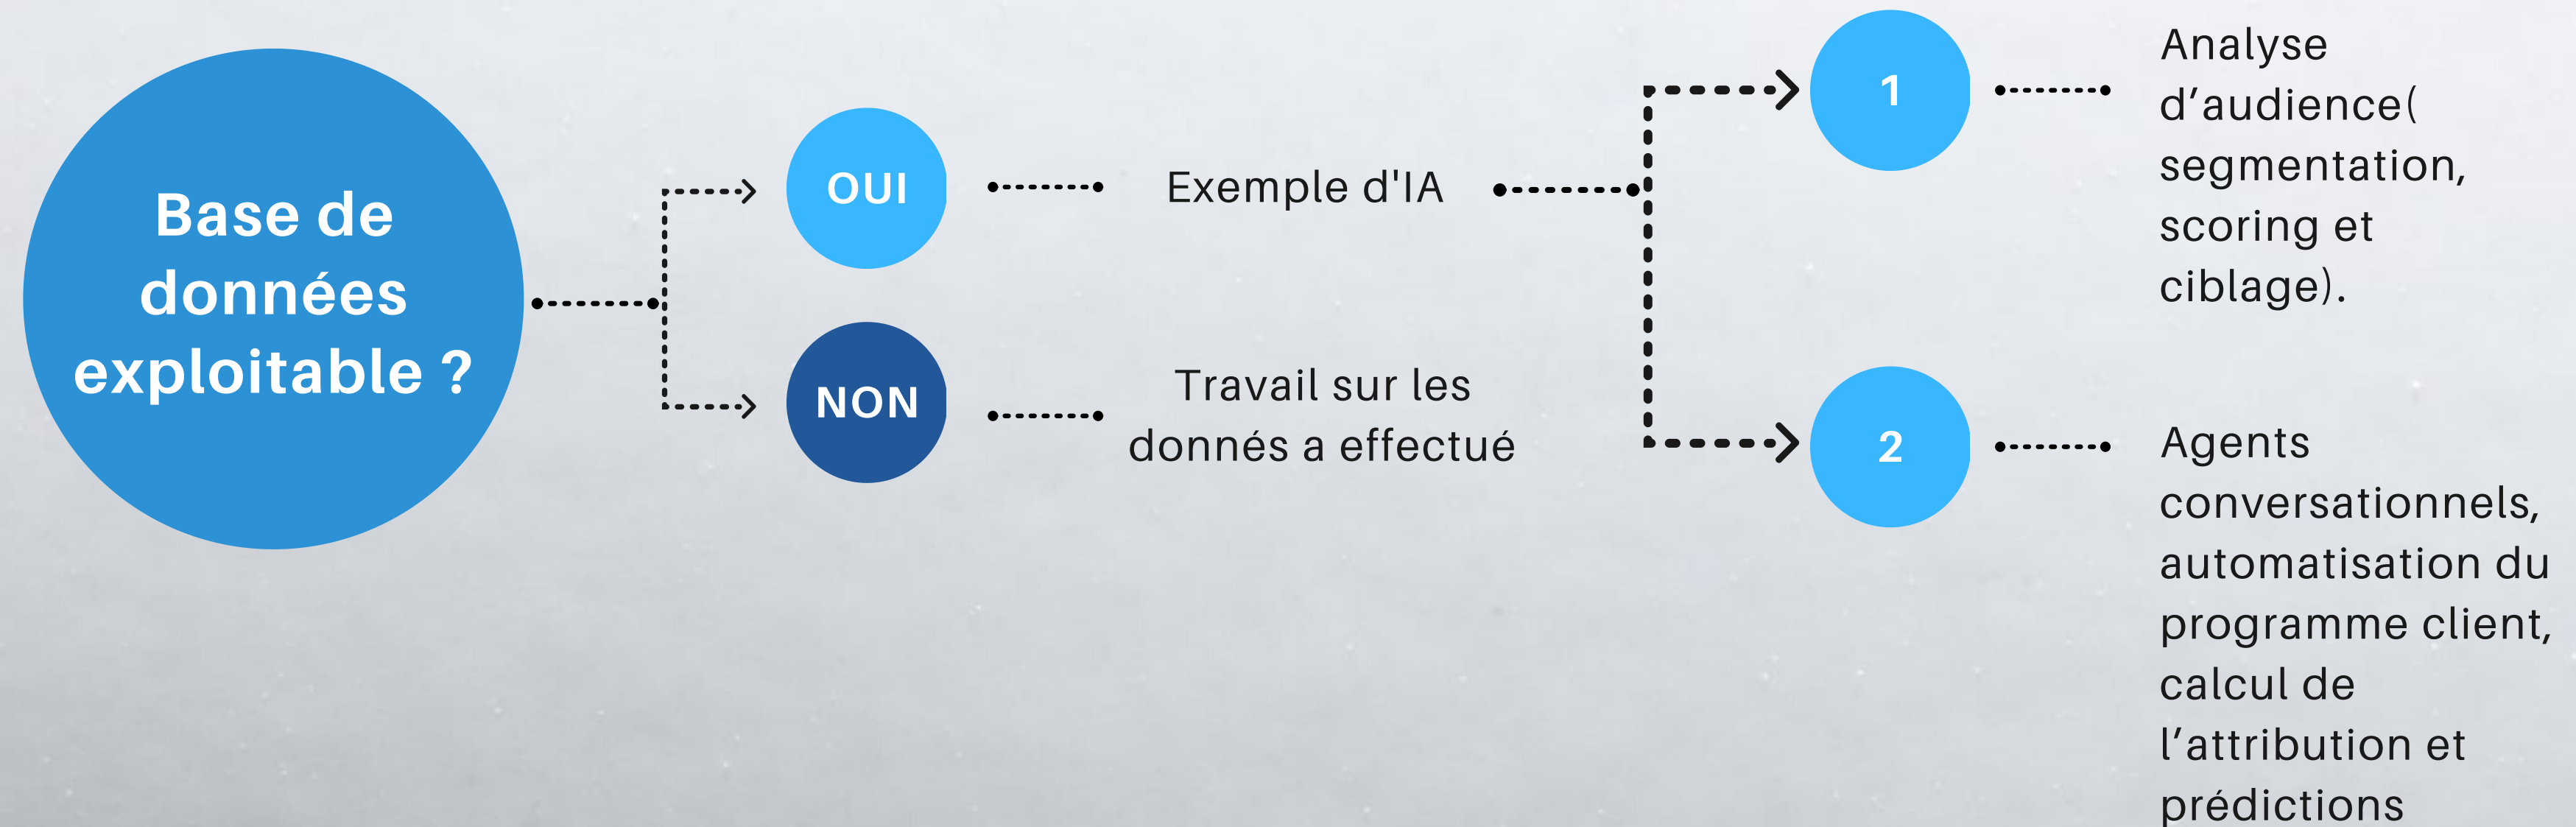 Base de
données
exploitable ?
OUI
Exemple d'IA
NON
Travail sur les
donnés a effectué
1
Analyse
d’audience(
segmentation,
scoring et
ciblage).
2
Agents
conversationnels,
automatisation du
programme client,
calcul de
l’attribution et
prédictions